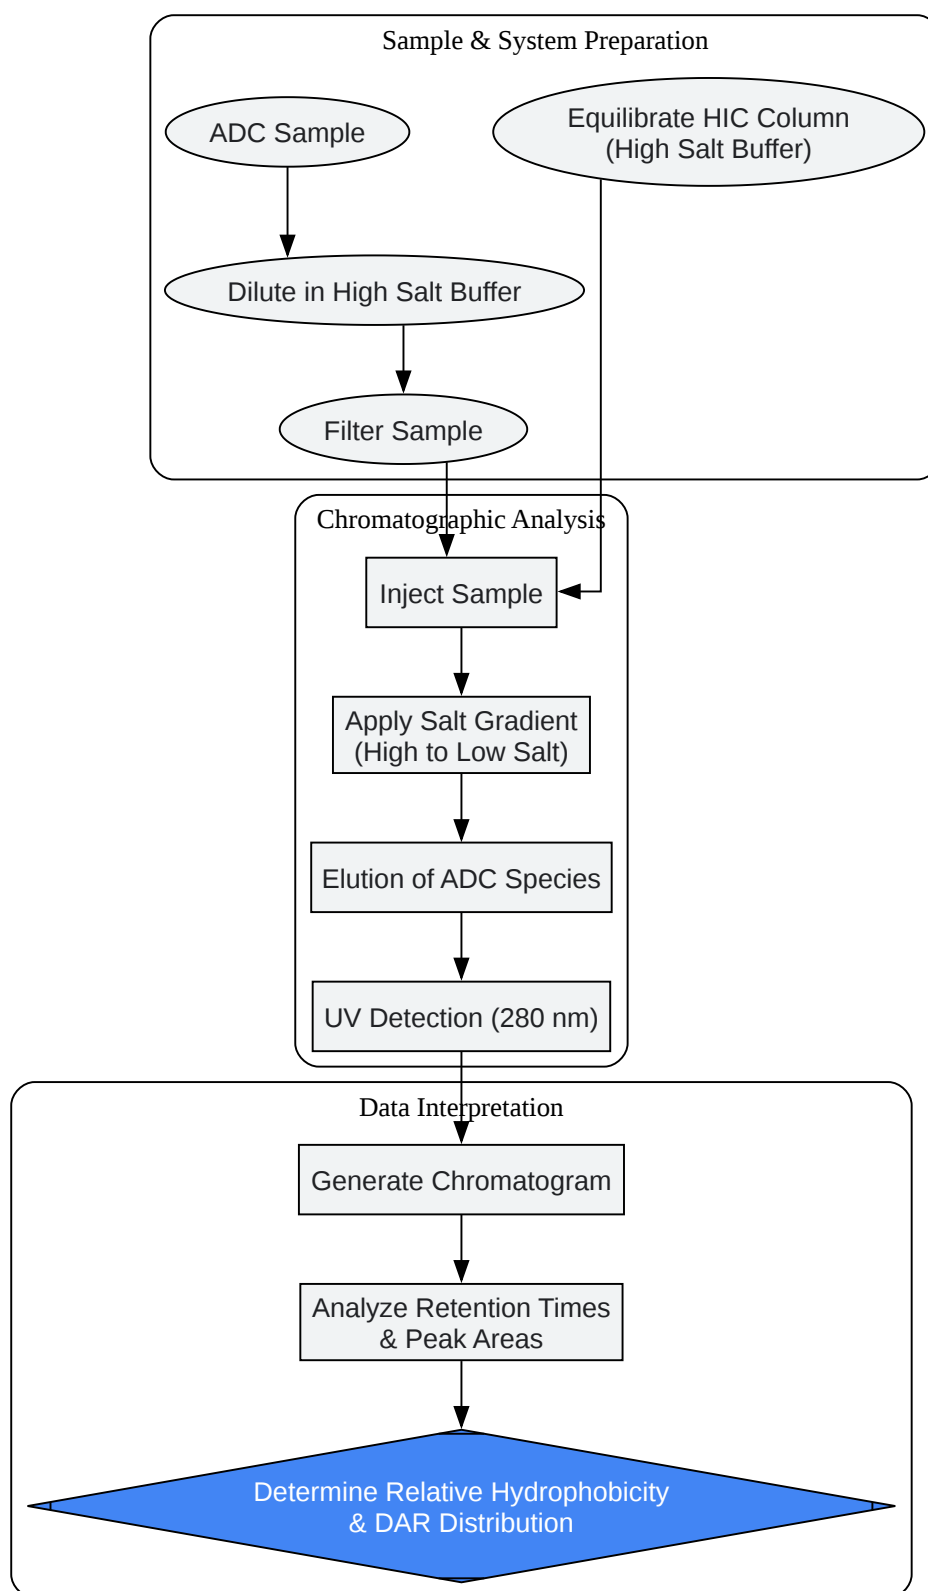 Sample & System Preparation
ADC Sample
Equilibrate HIC Column
(High Salt Buffer)
Dilute in High Salt Buffer
Filter Sample
Chromatographic Analysis
Inject Sample
Apply Salt Gradient
(High to Low Salt)
Elution of ADC Species
UV Detection (280 nm)
Data Interpretation
Generate Chromatogram
Analyze Retention Times
& Peak Areas
Determine Relative Hydrophobicity
& DAR Distribution